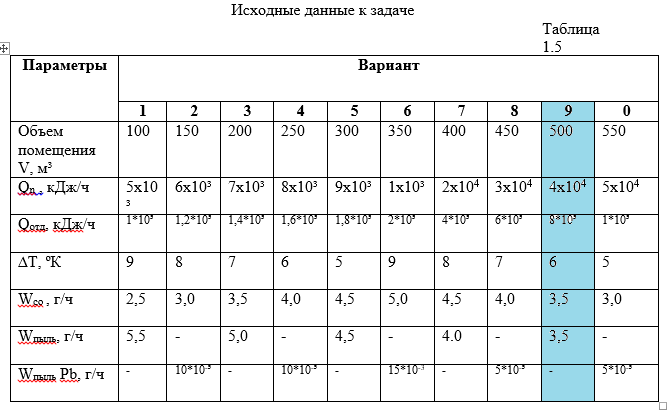 Исходные данные к задаче
Таблица
1.5
Параметры Вариант
1 2 3 4 5 6 7 8 9 0
Объем помещения V, м³ 100 150 200 250 300 350 400 450 500 550
Qп , кДж/ч 5x10³ 6x10³ 7x10³ 8x10³ 9x10³ 1x10³ 2x10⁴ 3x10⁴ 4x10⁴ 5x10⁴
Qотд, кДж/ч 1*10³ 1,2*10³ 1,4*10³ 1,6*10³ 1,8*10³ 2*10³ 4*10³ 6*10³ 8*10³ 1*10³
∆T, ºК 9 8 7 6 5 9 8 7 6 5
Wсо , г/ч 2,5 3,0 3,5 4,0 4,5 5,0 4,5 4,0 3,5 3,0
Wпыль, г/ч 5,5 - 5,0 - 4,5 - 4.0 - 3,5 -
Wпыль Pb, г/ч - 10*10⁻³ - 10*10⁻³ - 15*10⁻³ - 5*10⁻³ - 5*10⁻³